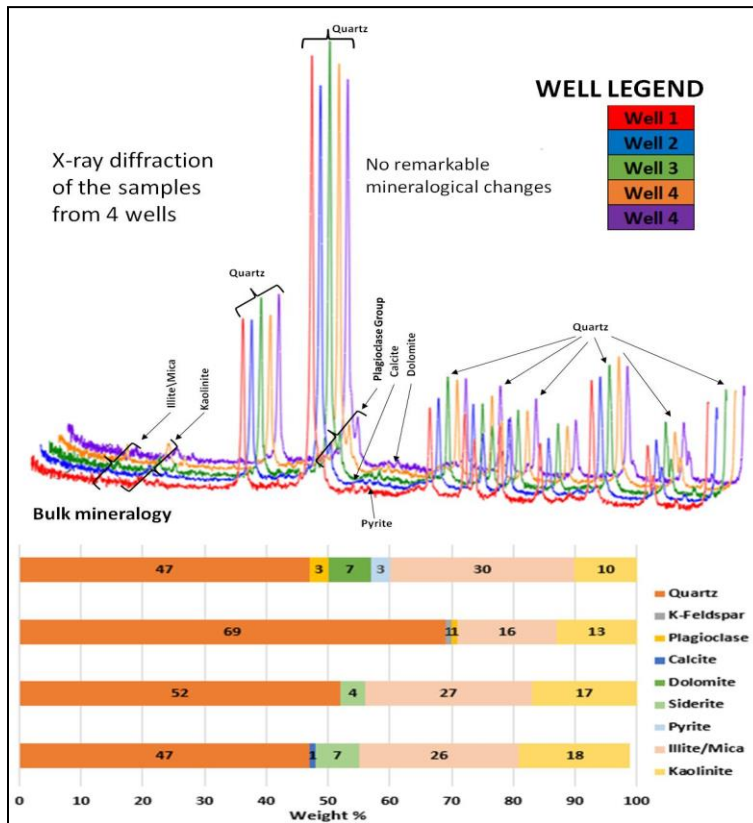 Quartz
WELL LEGEND
Well 1
Well 2
Well 3
Well 4
Well 4
X-ray diffraction
of the samples
from 4 wells
No remarkable
mineralogical changes
Quartz
Illite\Mica
Kaolinite
Plagioclase Group
Calcite
Dolomite
Quartz
Pyrite
Bulk mineralogy
47 3 7 3 30 10
69 1 1 16 13
52 4 27 17
47 1 7 26 18
0 10 20 30 40 50 60 70 80 90 100
Weight %
Quartz
K-Feldspar
Plagioclase
Calcite
Dolomite
Siderite
Pyrite
Illite/Mica
Kaolinite